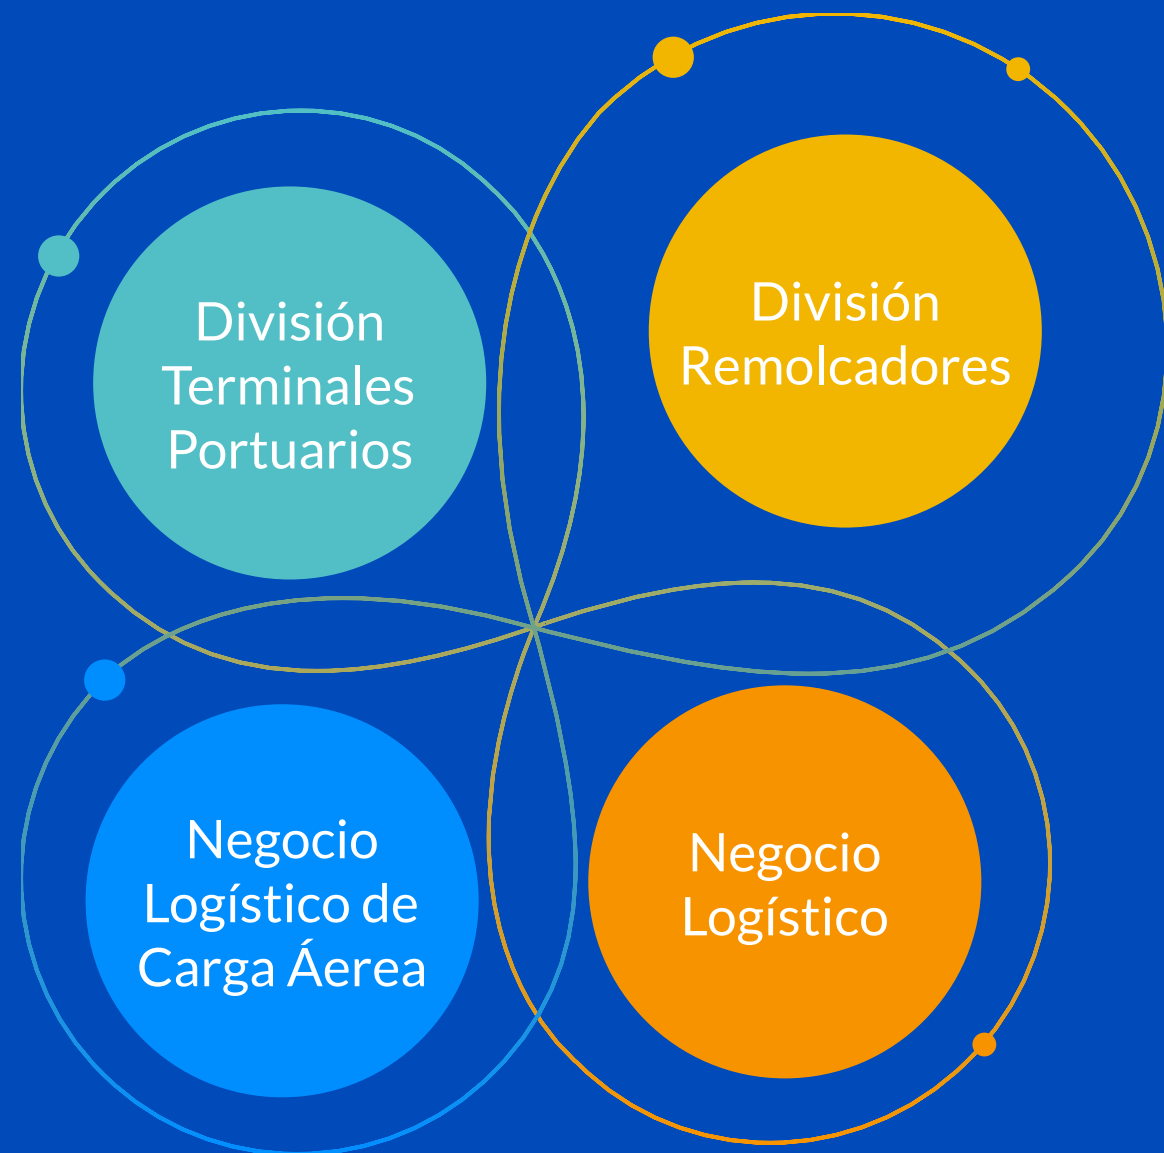 División
Terminales
Portuarios
División
Remolcadores
Negocio
Logístico de
Carga Áerea
Negocio
Logístico